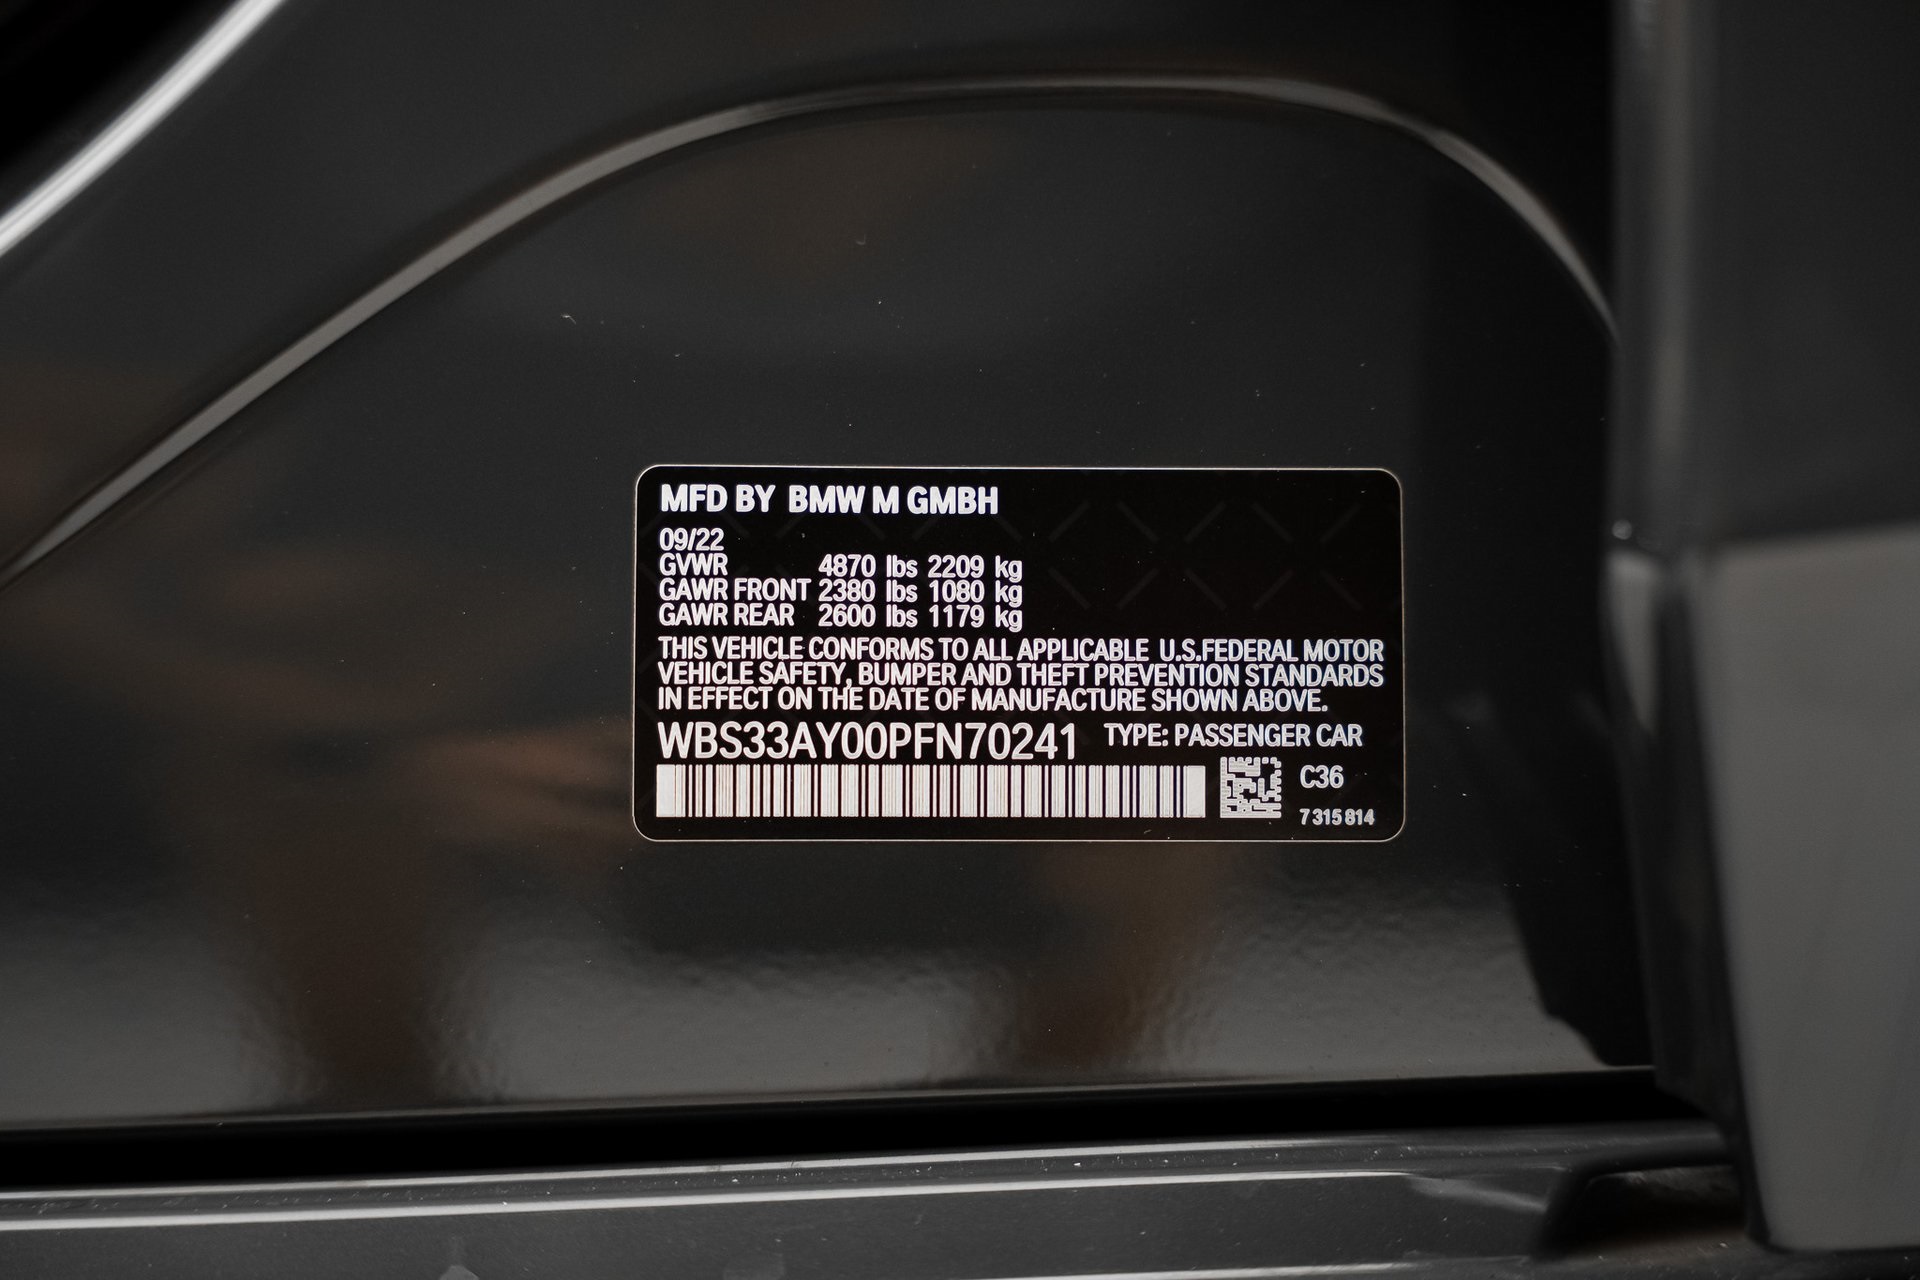 MFD BY BMW M GMBH
09/22
GVWR 4870 lbs 2209 kg
GAWR FRONT 2380 lbs 1080 kg
GAWR REAR 2600 lbs 1179 kg
THIS VEHICLE CONFORMS TO ALL APPLICABLE U.S.FEDERAL MOTOR
VEHICLE SAFETY, BUMPER AND THEFT PREVENTION STANDARDS
IN EFFECT ON THE DATE OF MANUFACTURE SHOWN ABOVE.
WBS33AY00PFN70241 TYPE: PASSENGER CAR
C36
7 315 814